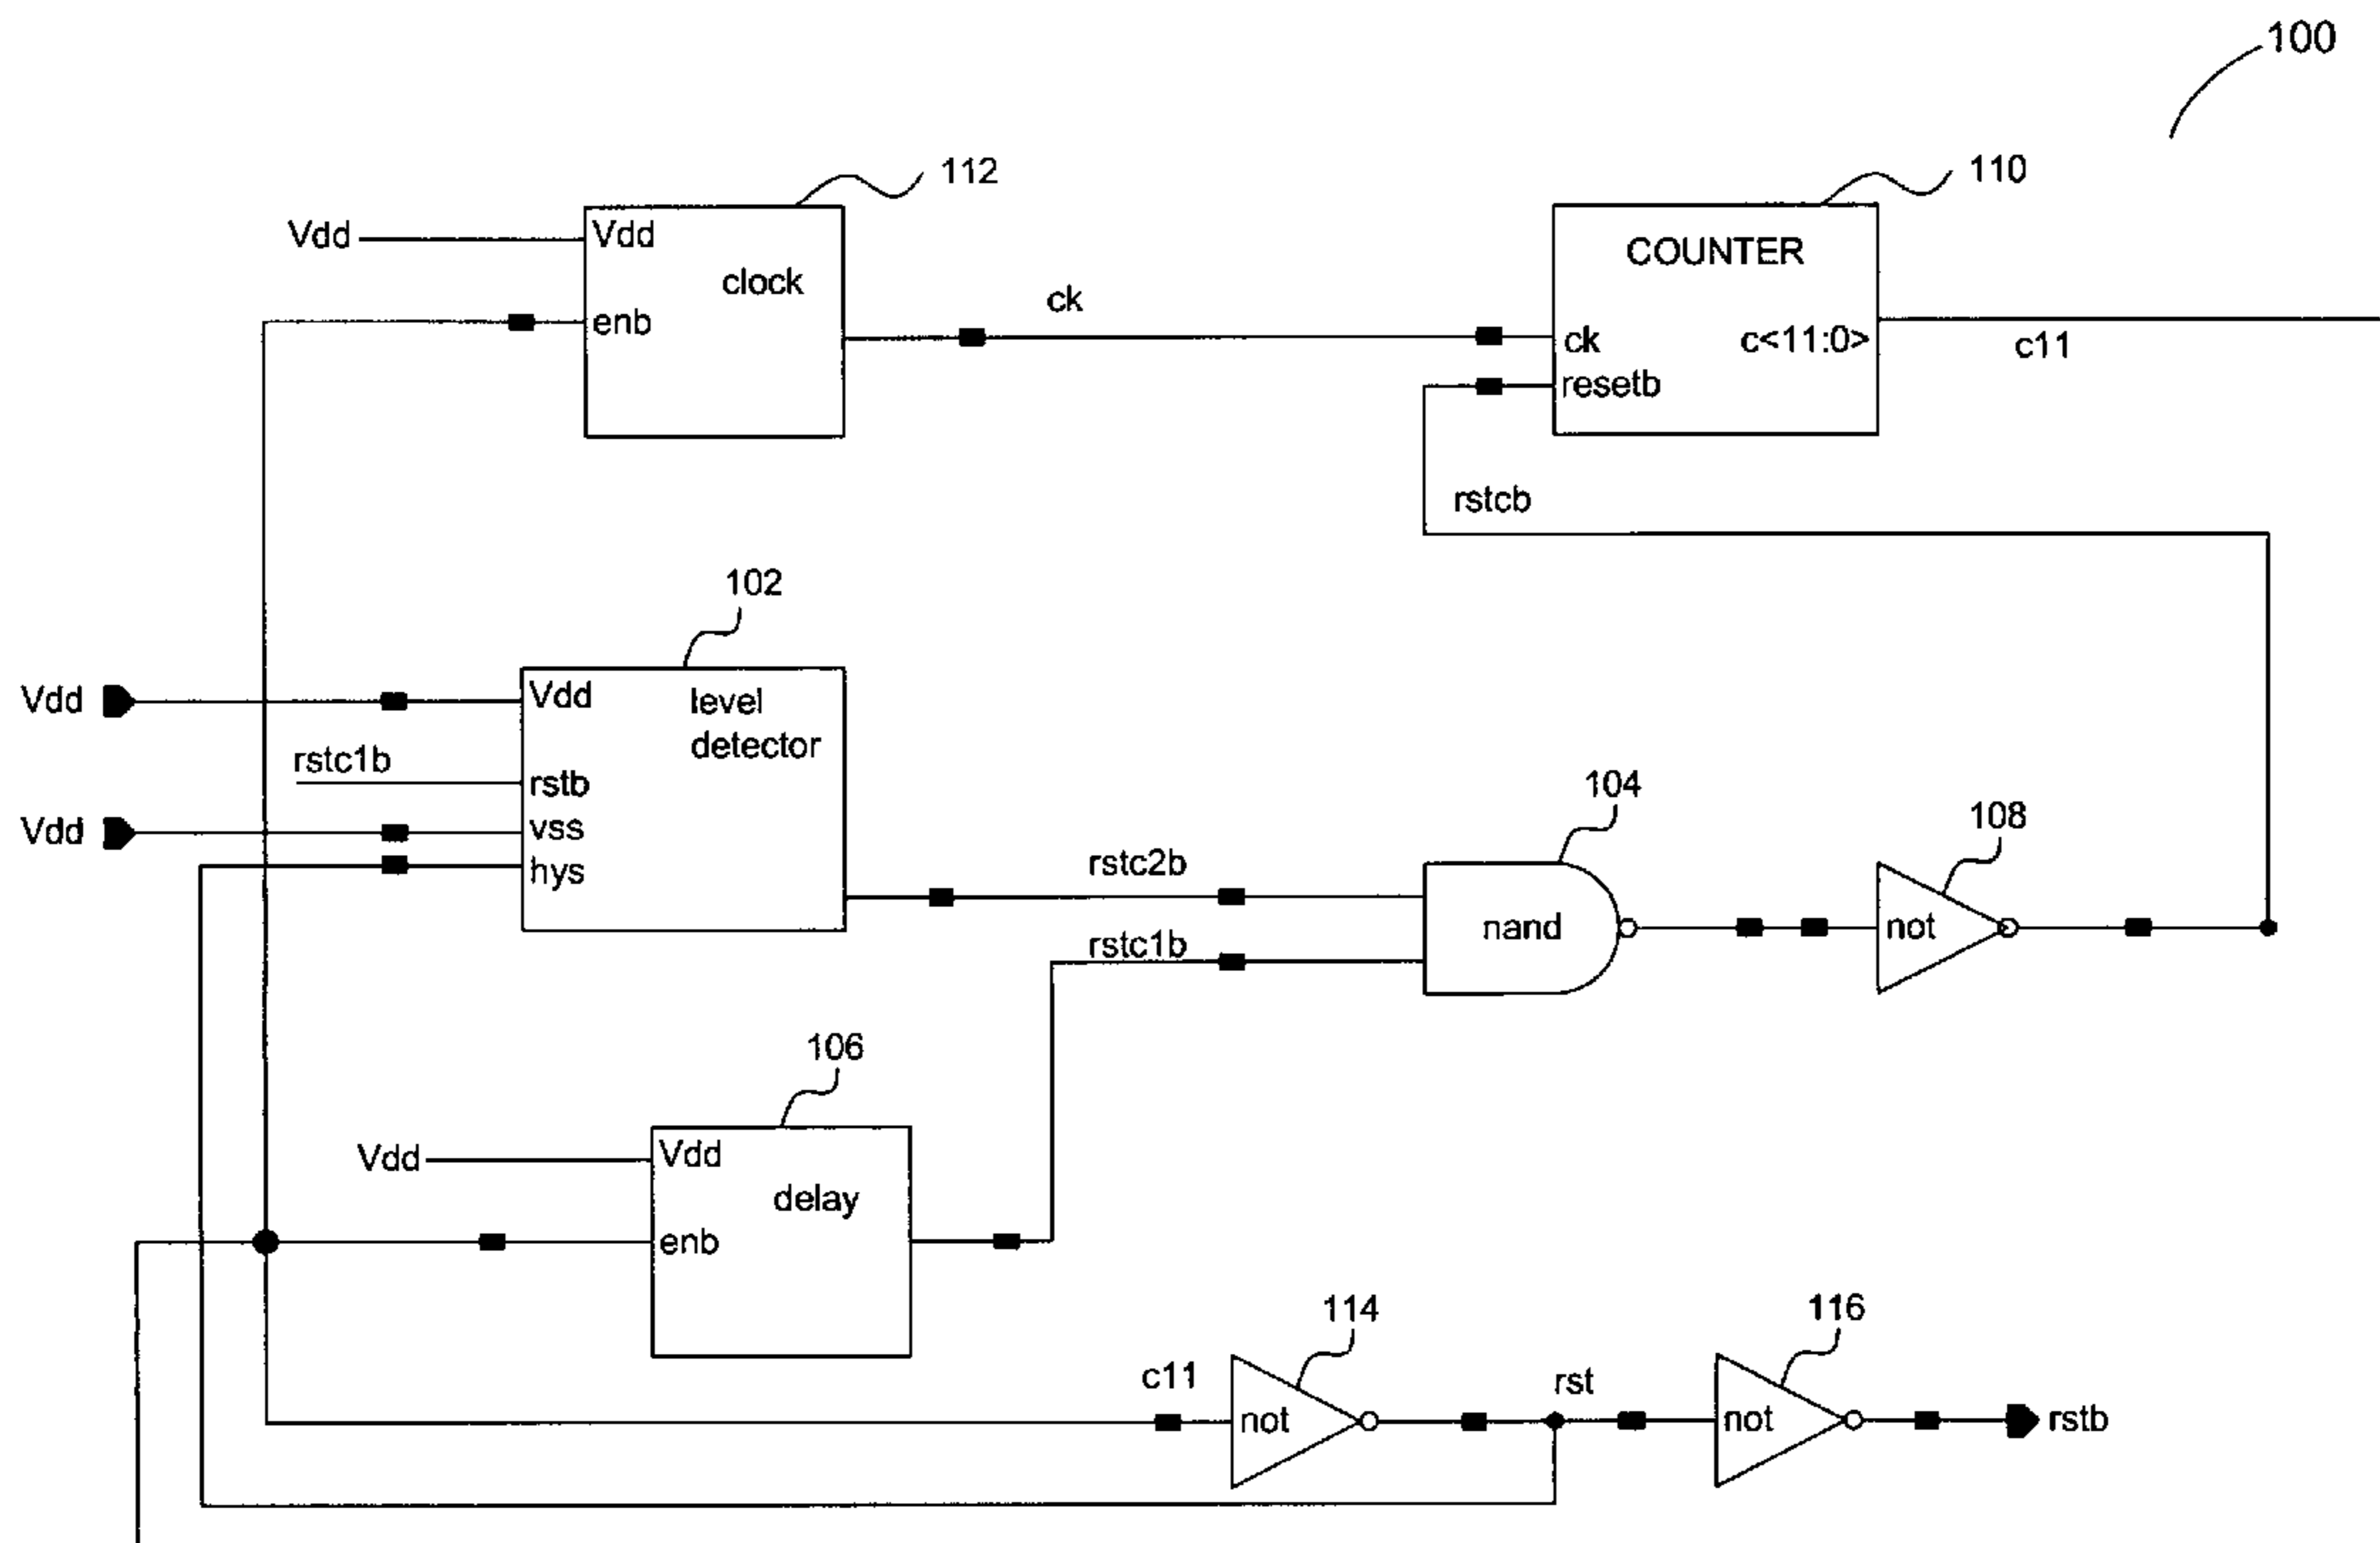 100
112
110
Vdd
Vdd
clock
enb
ck
COUNTER
ck
c<11:0>
resetb
c11
rstcb
102
Vdd
Vdd
level
detector
rstc1b
rstb
Vdd
vss
hys
rstc2b
rstc1b
104
nand
108
not
106
Vdd
Vdd
delay
enb
114
c11
not
rst
116
not
rstb